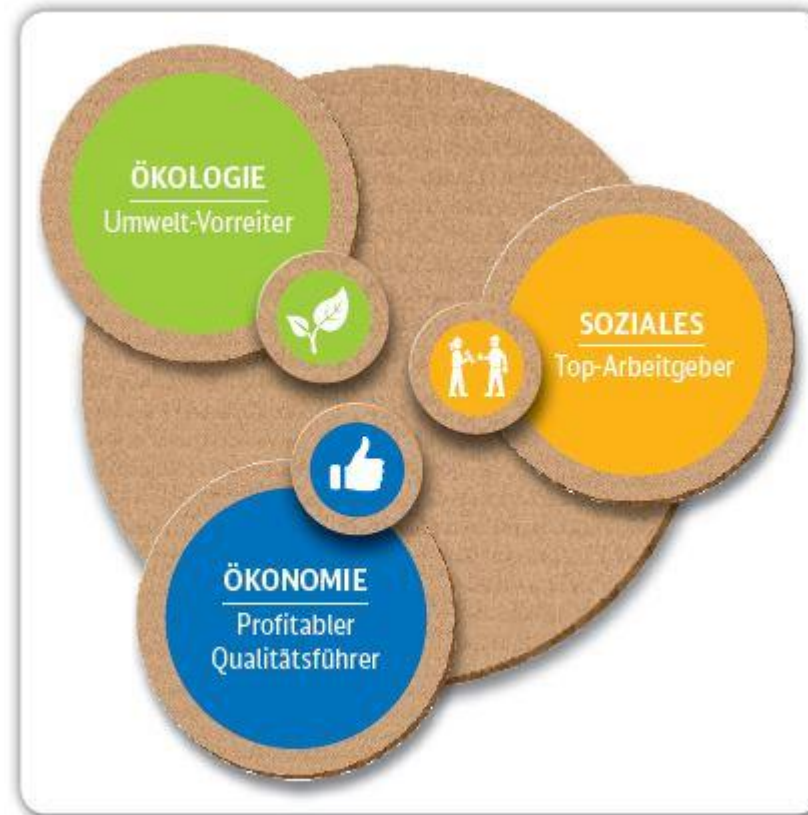 ÖKOLOGIE
Umwelt-Vorreiter
SOZIALES
Top-Arbeitgeber
ÖKONOMIE
Profitabler
Qualitätsführer